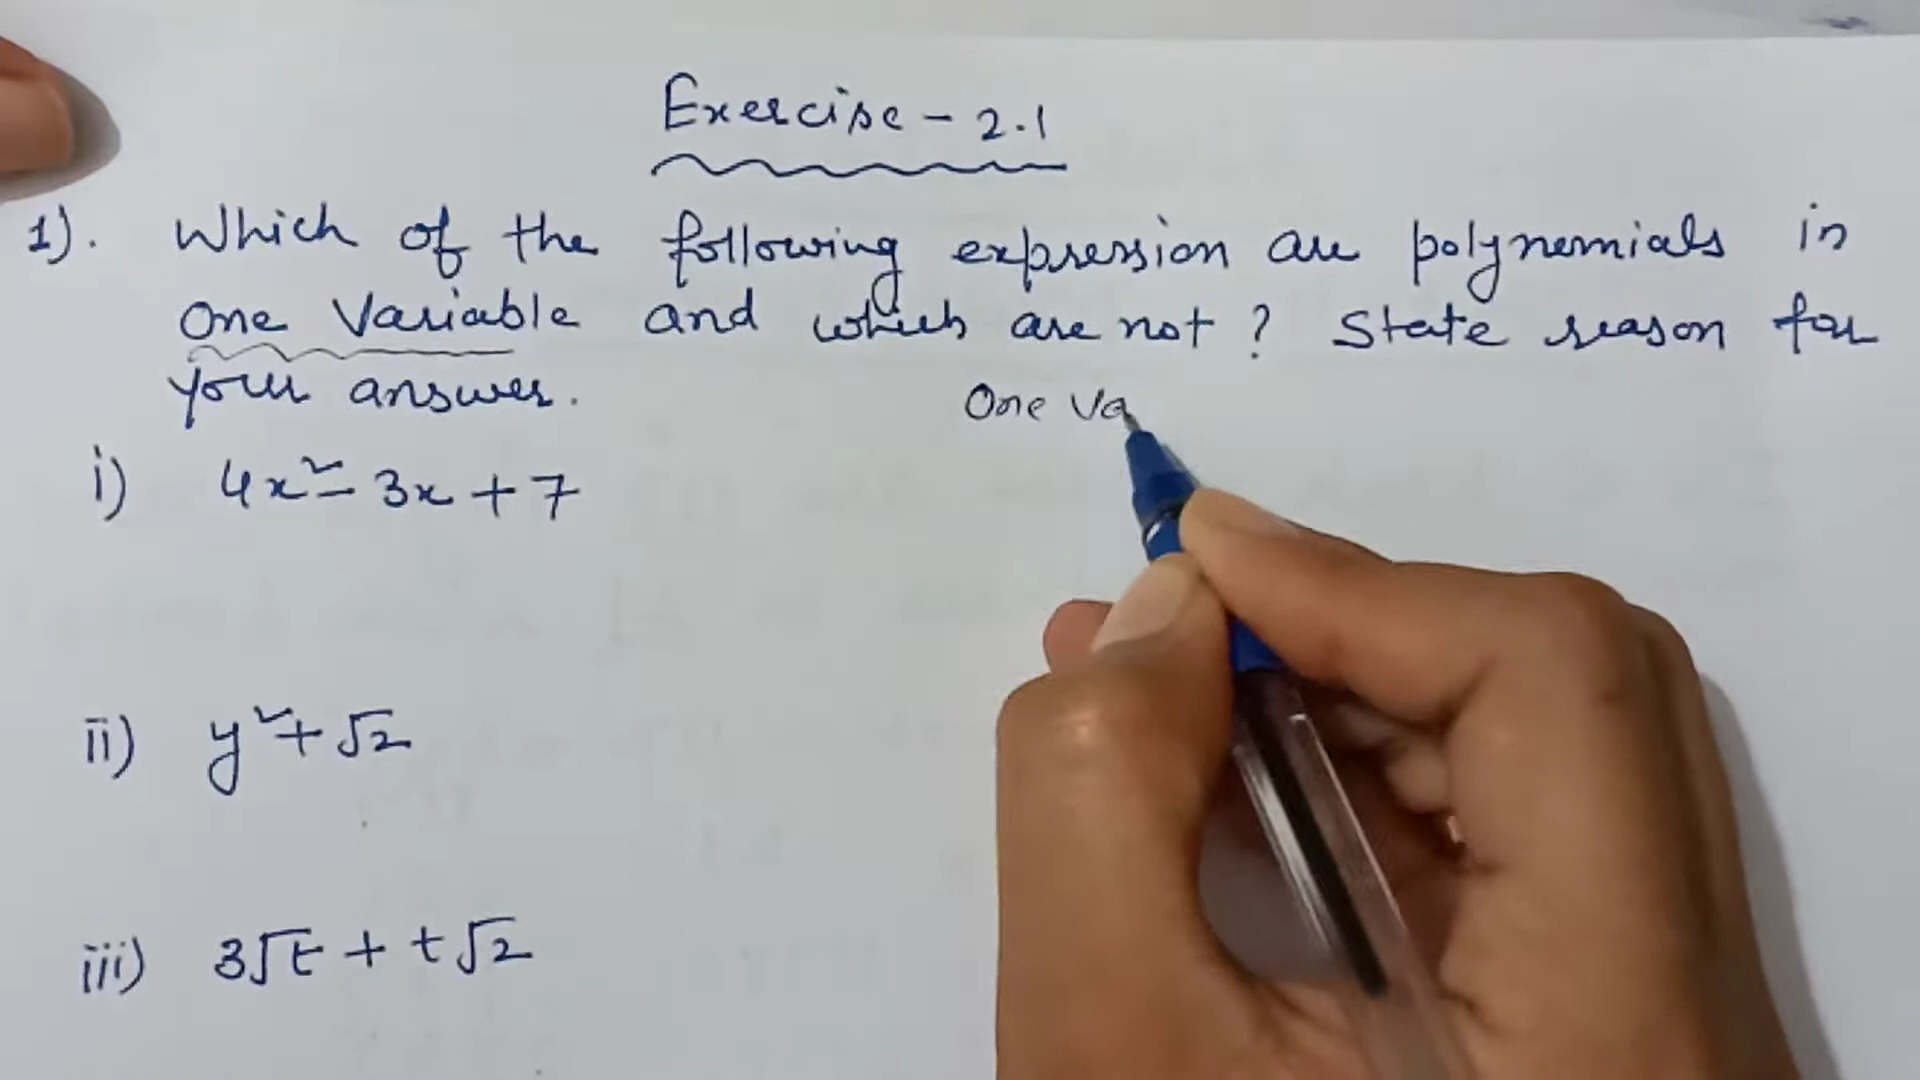 Exercise - 2.1
1). Which of the following expression are polynomials in
One Variable and which are not ? State reason for
your answer.
One Va
i) 4x² - 3x + 7
ii) y² + √2
iii) 3√t + t√2